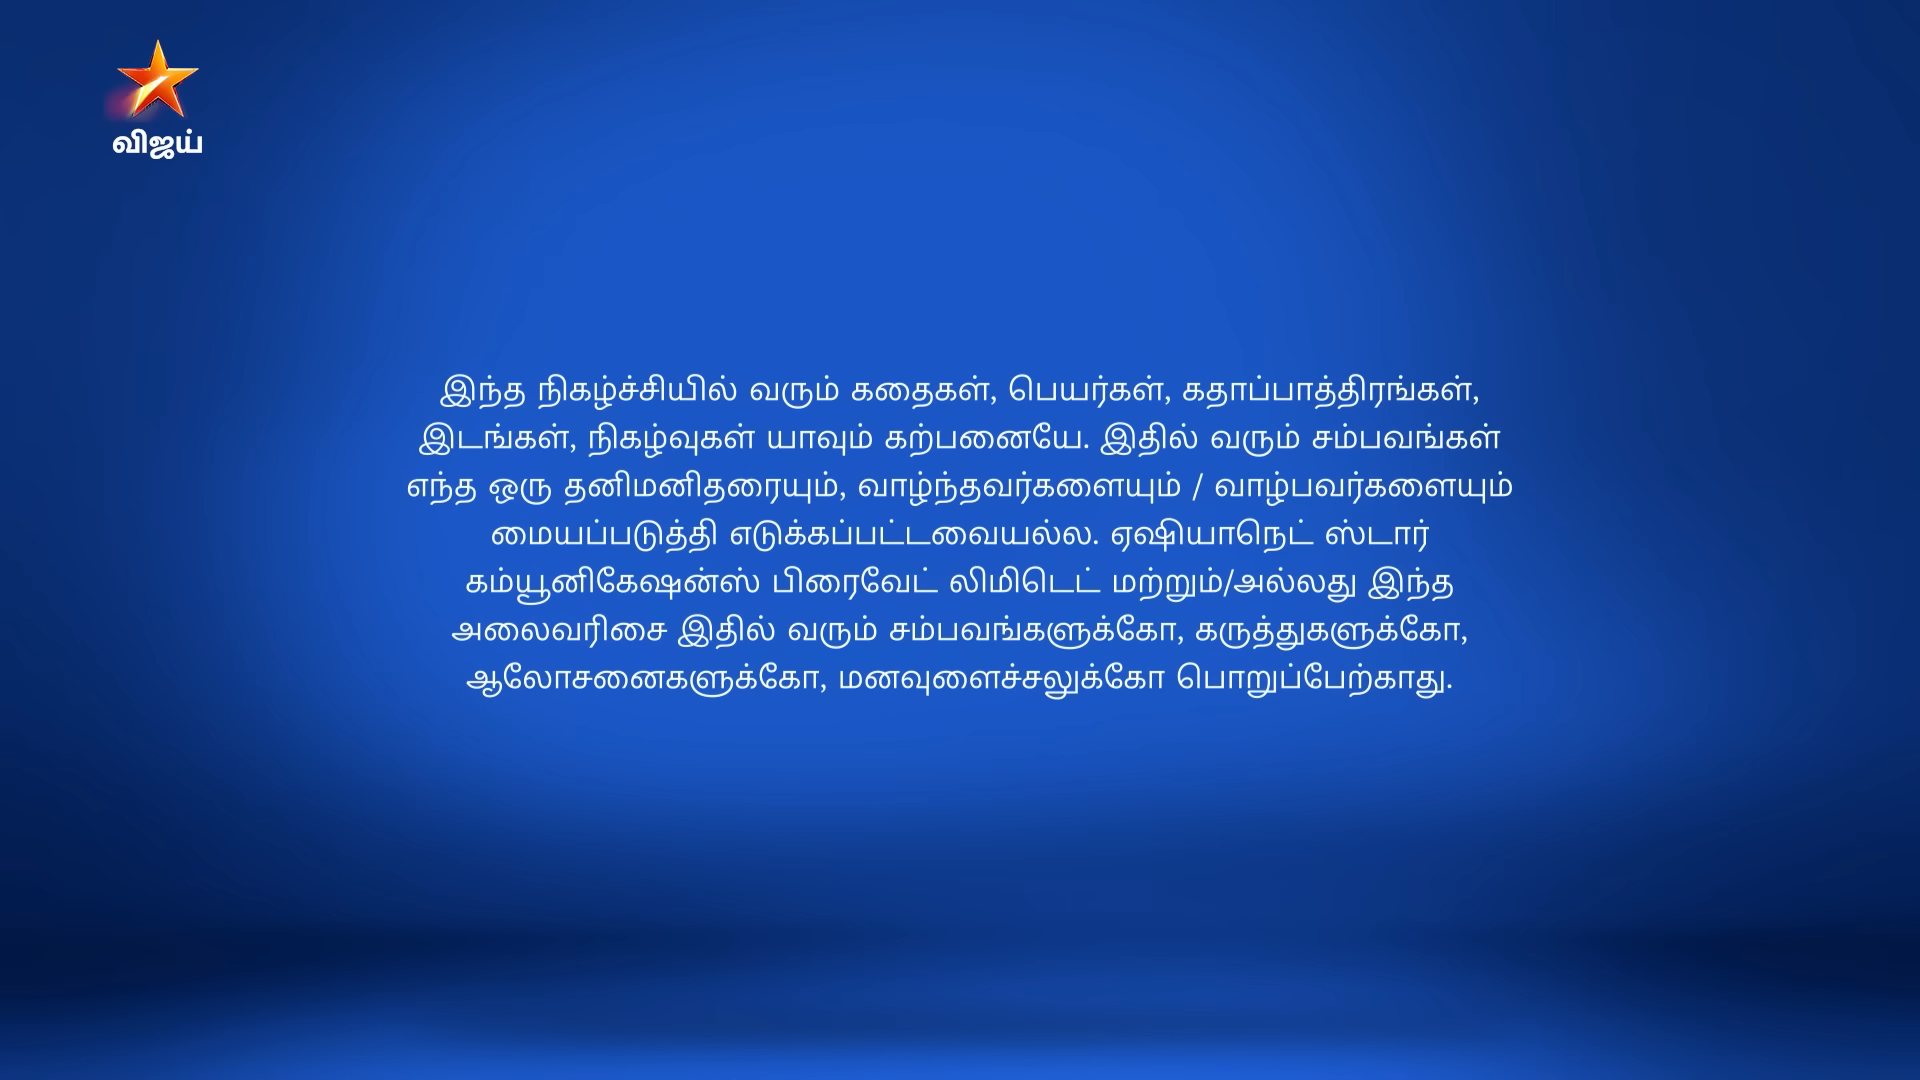 விஜய்
இந்த நிகழ்ச்சியில் வரும் கதைகள், பெயர்கள், கதாப்பாத்திரங்கள்,
இடங்கள், நிகழ்வுகள் யாவும் கற்பனையே. இதில் வரும் சம்பவங்கள்
எந்த ஒரு தனிமனிதரையும், வாழ்ந்தவர்களையும் / வாழ்பவர்களையும்
மையப்படுத்தி எடுக்கப்பட்டவையல்ல. ஏஷியாநெட் ஸ்டார்
கம்யூனிகேஷன்ஸ் பிரைவேட் லிமிடெட் மற்றும்/அல்லது இந்த
அலைவரிசை இதில் வரும் சம்பவங்களுக்கோ, கருத்துகளுக்கோ,
ஆலோசனைகளுக்கோ, மனவுளைச்சலுக்கோ பொறுப்பேற்காது.